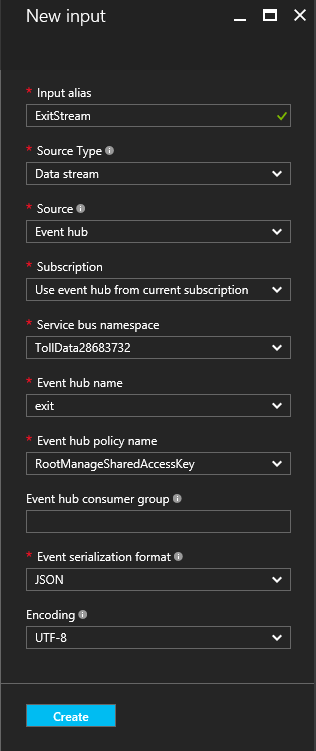 New input
* Input alias
ExitStream
* Source Type
Data stream
* Source
Event hub
* Subscription
Use event hub from current subscription
* Service bus namespace
TollData28683732
* Event hub name
exit
* Event hub policy name
RootManageSharedAccessKey
Event hub consumer group
* Event serialization format
JSON
Encoding
UTF-8
Create